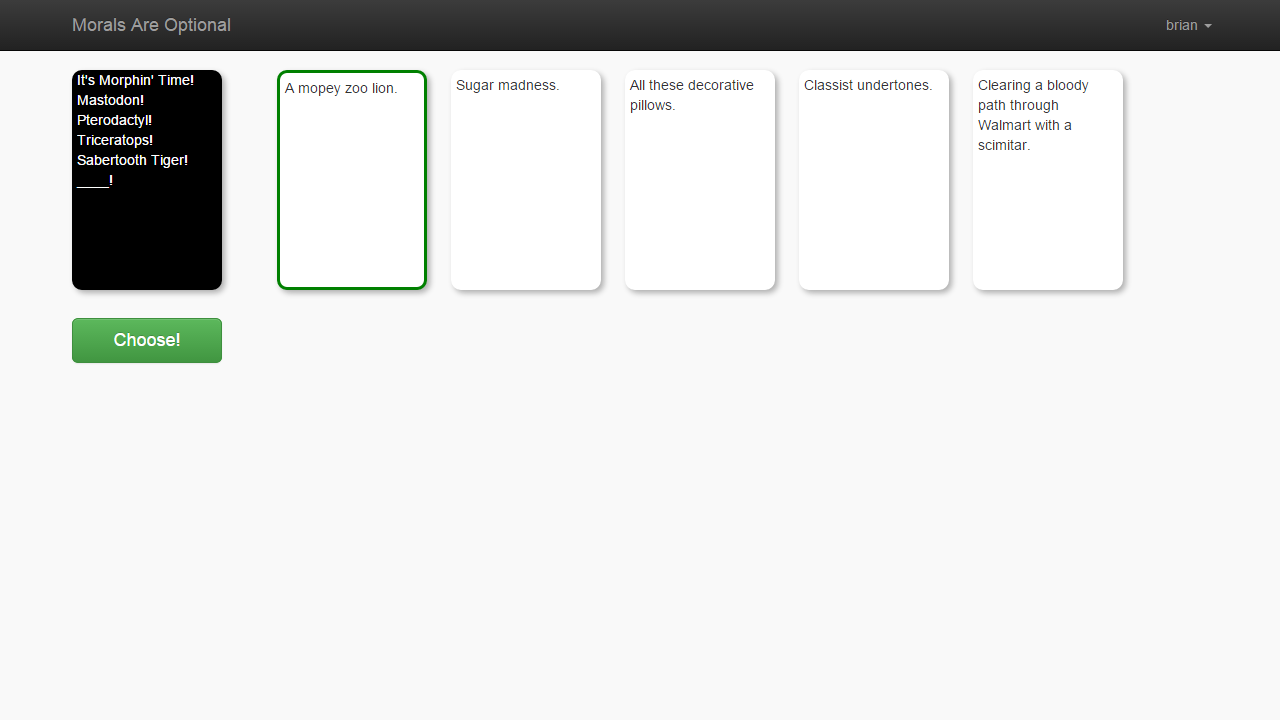 Morals Are Optional
brian
It's Morphin' Time!
Mastodon!
Pterodactyl!
Triceratops!
Sabertooth Tiger!
____!
A mopey zoo lion.
Sugar madness.
All these decorative
pillows.
Classist undertones.
Clearing a bloody
path through
Walmart with a
scimitar.
Choose!